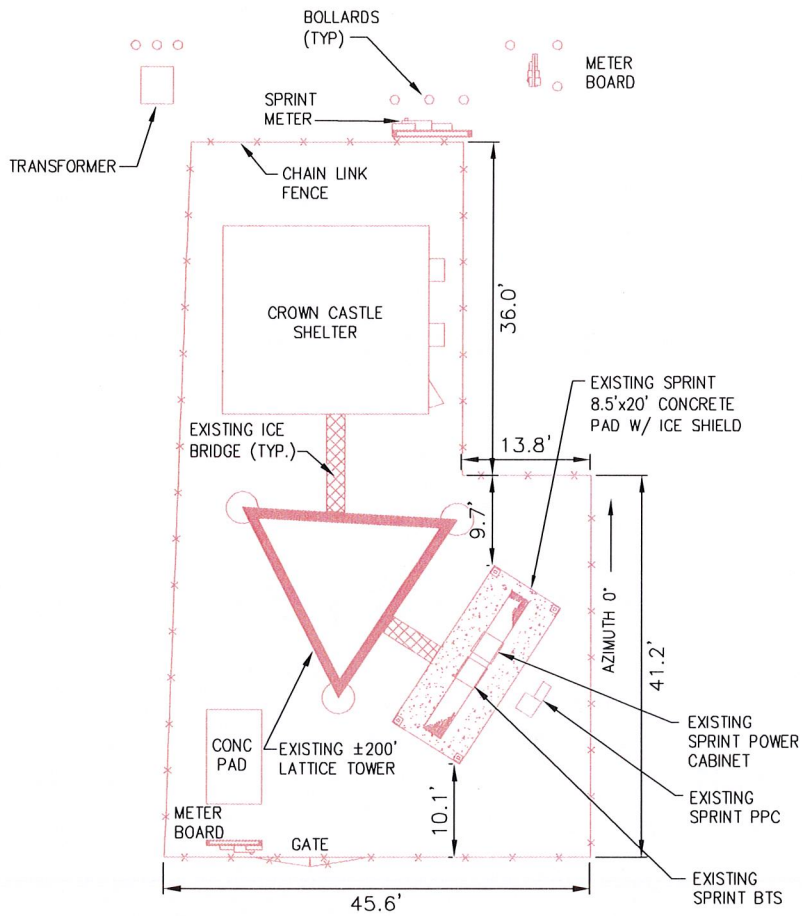 BOLLARDS
(TYP)
METER
BOARD
SPRINT
METER
TRANSFORMER
CHAIN LINK
FENCE
CROWN CASTLE
SHELTER
36.0'
EXISTING SPRINT
8.5'x20' CONCRETE
PAD W/ ICE SHIELD
EXISTING ICE
BRIDGE (TYP.)
13.8'
9.7'
AZIMUTH 0°
41.2'
CONC
PAD
EXISTING ±200'
LATTICE TOWER
EXISTING
SPRINT POWER
CABINET
EXISTING
SPRINT PPC
METER
BOARD
GATE
10.1'
EXISTING
SPRINT BTS
45.6'